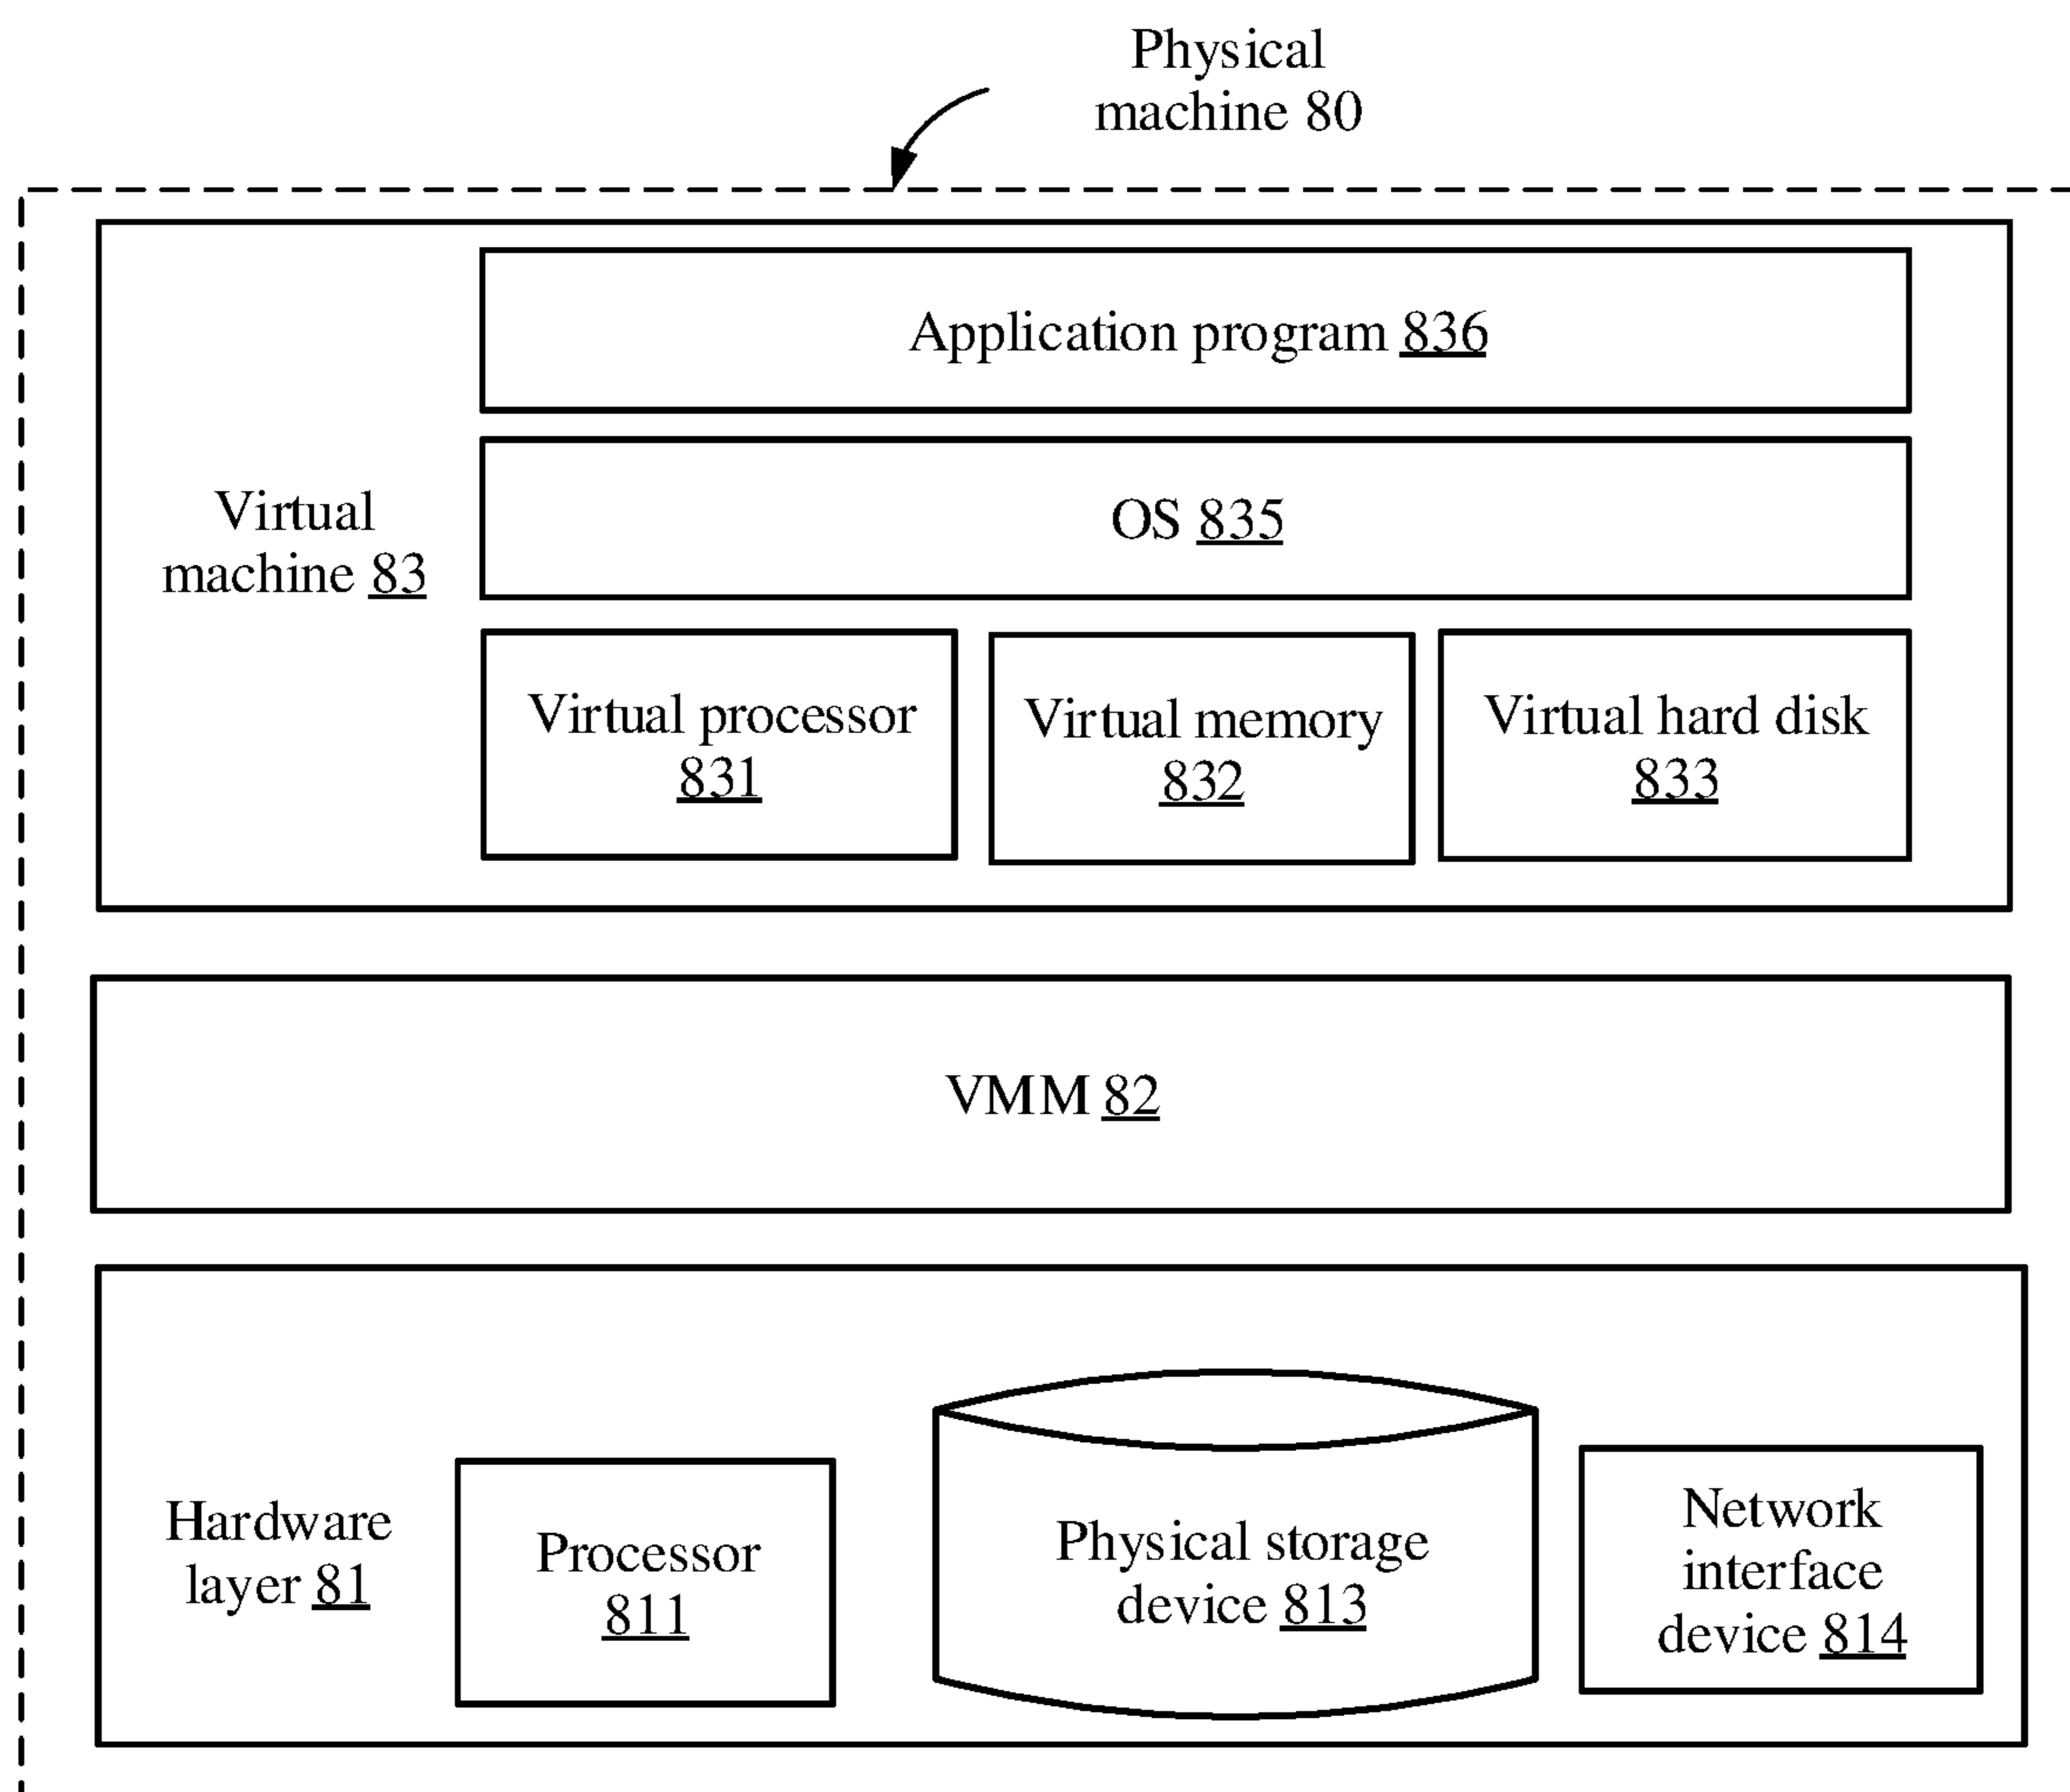 Physical
machine 80
Application program 836
OS 835
Virtual
machine 83
Virtual processor
831
Virtual memory
832
Virtual hard disk
833
VMM 82
Hardware
layer 81
Processor
811
Physical storage
device 813
Network
interface
device 814